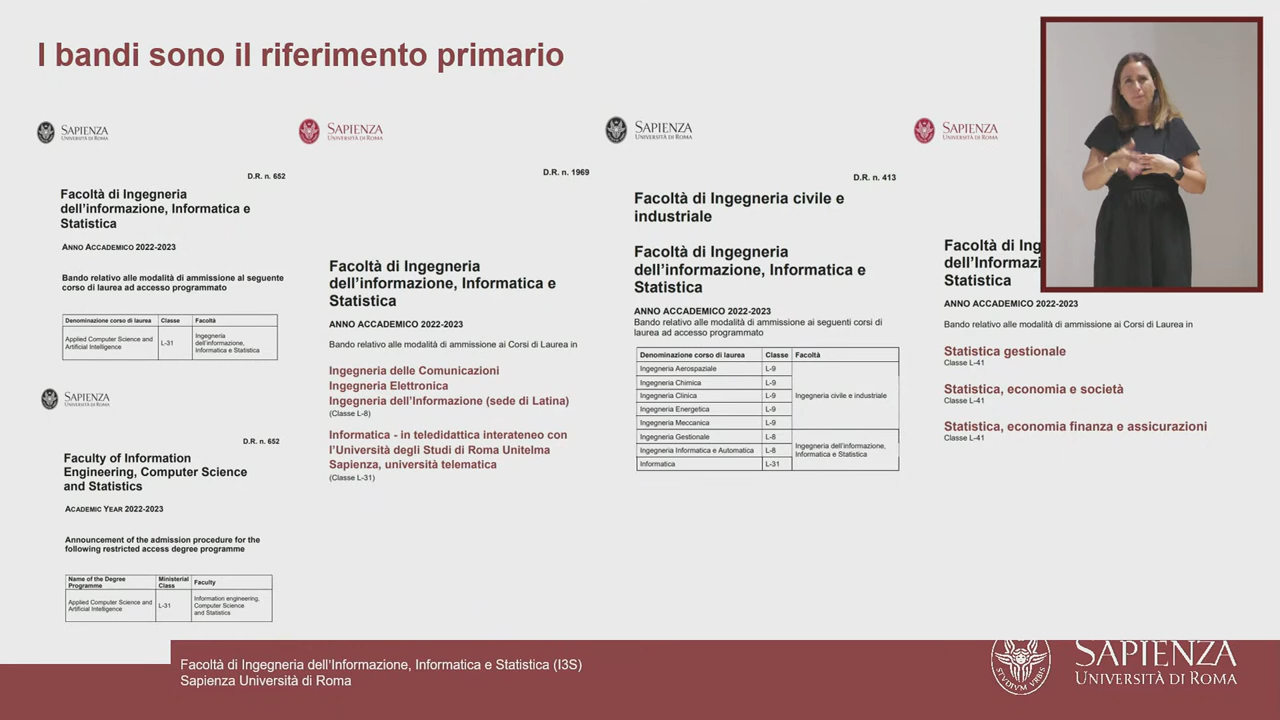 I bandi sono il riferimento primario
SAPIENZA
UNIVERSITÀ DI ROMA
D.R. n. 652
Facoltà di Ingegneria
dell'informazione, Informatica e
Statistica
ANNO ACCADEMICO 2022-2023
Bando relativo alle modalità di ammissione al seguente
corso di laurea ad accesso programmato
Denominazione corso di laurea Classe Facoltà
Applied Computer Science and
Artificial Intelligence
L-31
Ingegneria
dell'informazione,
Informatica e Statistica
SAPIENZA
UNIVERSITÀ DI ROMA
D.R. n. 652
Faculty of Information
Engineering, Computer Science
and Statistics
ACADEMIC YEAR 2022-2023
Announcement of the admission procedure for the
following restricted access degree programme
Name of the Degree
Programme
Ministerial
Class
Faculty
Applied Computer Science and
Artificial Intelligence
L-31
Information engineering,
Computer Science
and Statistics
SAPIENZA
UNIVERSITÀ DI ROMA
D.R. n. 1969
Facoltà di Ingegneria
dell'informazione, Informatica e
Statistica
ANNO ACCADEMICO 2022-2023
Bando relativo alle modalità di ammissione ai Corsi di Laurea in
Ingegneria delle Comunicazioni
Ingegneria Elettronica
Ingegneria dell'Informazione (sede di Latina)
(Classe L-8)
Informatica - in teledidattica interateneo con
l'Università degli Studi di Roma Unitelma
Sapienza, università telematica
(Classe L-31)
SAPIENZA
UNIVERSITÀ DI ROMA
D.R. n. 413
Facoltà di Ingegneria civile e
industriale
Facoltà di Ingegneria
dell'informazione, Informatica e
Statistica
ANNO ACCADEMICO 2022-2023
Bando relativo alle modalità di ammissione ai seguenti corsi di
laurea ad accesso programmato
Denominazione corso di laurea Classe Facoltà
Ingegneria Aerospaziale L-9
Ingegneria Chimica L-9
Ingegneria Clinica L-9 Ingegneria civile e industriale
Ingegneria Energetica L-9
Ingegneria Meccanica L-9
Ingegneria Gestionale L-8
Ingegneria Informatica e Automatica L-8
Informatica L-31
Ingegneria dell'informazione,
Informatica e Statistica
SAPIENZA
UNIVERSITÀ DI ROMA
Facoltà di Ing
dell'informazi
Statistica
ANNO ACCADEMICO 2022-2023
Bando relativo alle modalità di ammissione ai Corsi di Laurea in
Statistica gestionale
Classe L-41
Statistica, economia e società
Classe L-41
Statistica, economia finanza e assicurazioni
Classe L-41
Facoltà di Ingegneria dell'Informazione, Informatica e Statistica (I3S)
Sapienza Università di Roma
STUDIUM URBIS
SAPIENZA
UNIVERSITÀ DI ROMA